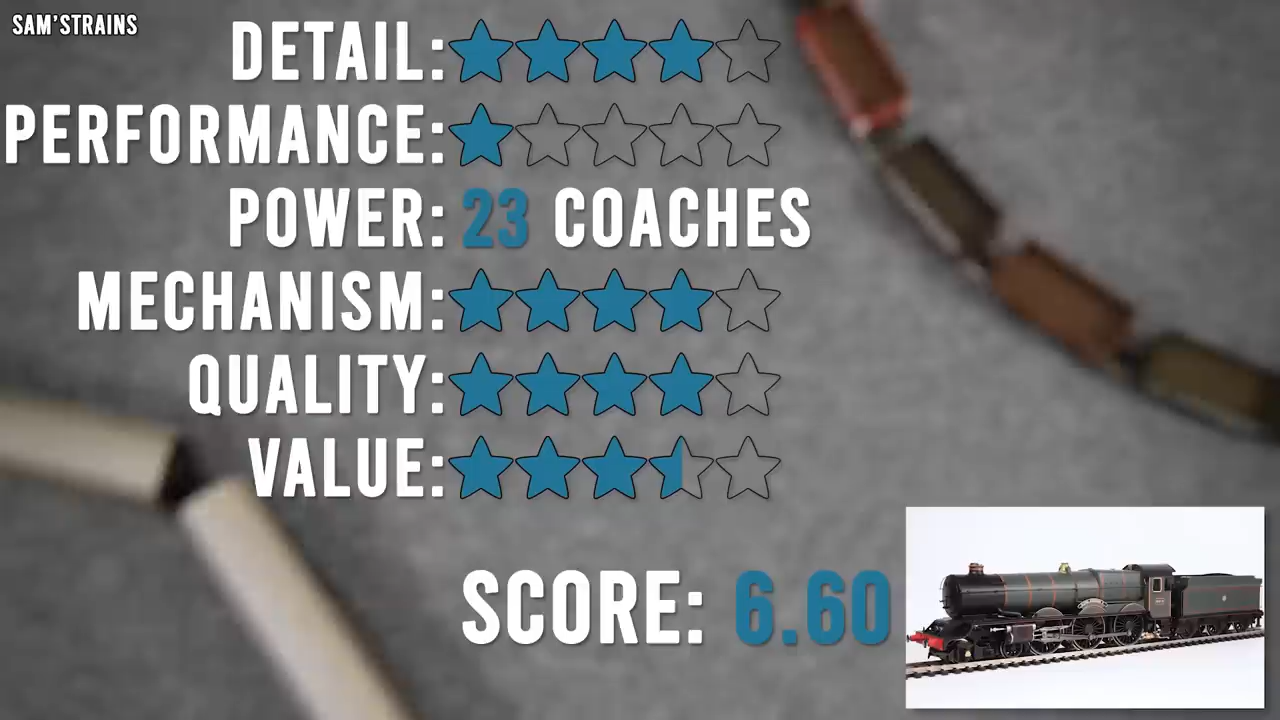 SAM'STRAINS
DETAIL:
PERFORMANCE:
POWER: 23 COACHES
MECHANISM:
QUALITY:
VALUE:
SCORE: 6.60